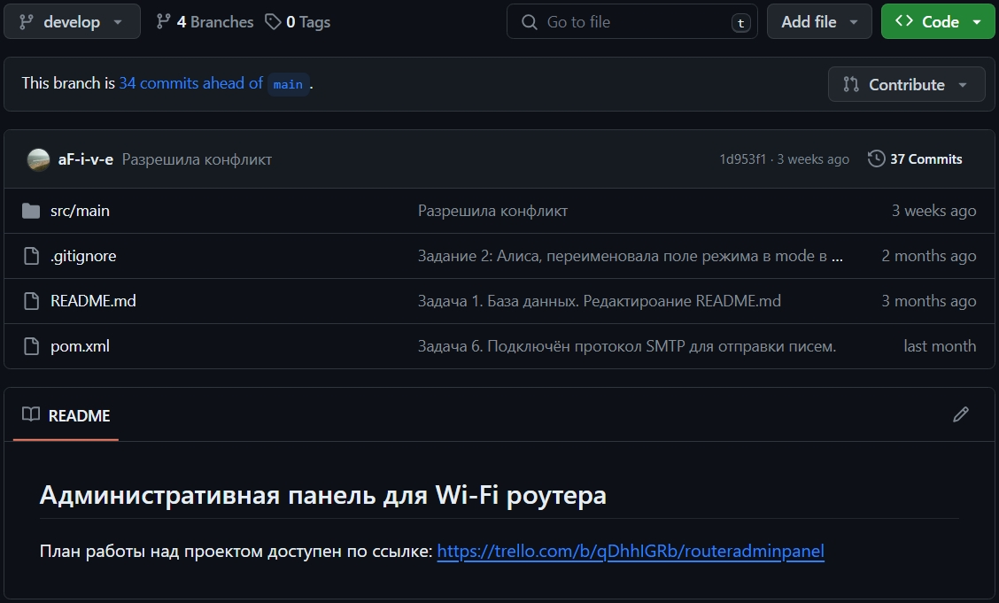 develop 4 Branches 0 Tags Go to file t Add file Code
This branch is 34 commits ahead of main . Contribute
aF-i-v-e Разрешила конфликт 1d953f1 · 3 weeks ago 37 Commits
src/main Разрешила конфликт 3 weeks ago
.gitignore Задание 2: Алиса, переименовала поле режима в mode в ... 2 months ago
README.md Задача 1. База данных. Редактироание README.md 3 months ago
pom.xml Задача 6. Подключён протокол SMTP для отправки писем. last month
README
Административная панель для Wi-Fi роутера
План работы над проектом доступен по ссылке: https://trello.com/b/qDhhIGRb/routeradminpanel